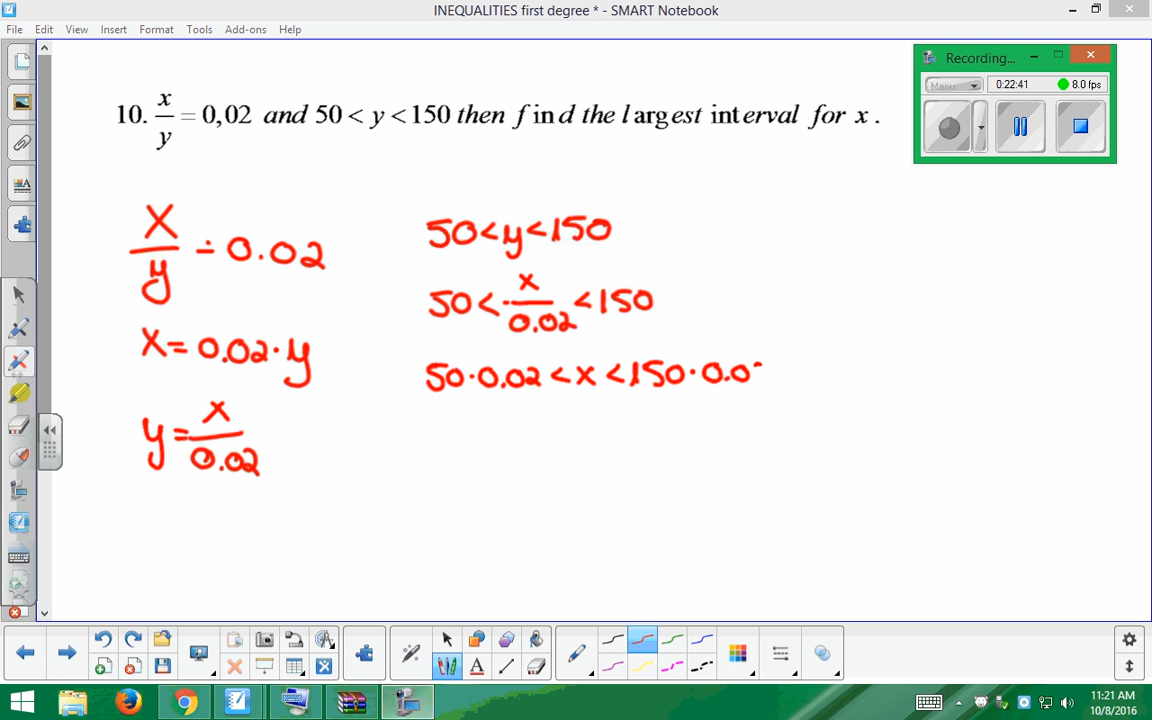 INEQUALITIES first degree * - SMART Notebook
File Edit View Insert Format Tools Add-ons Help
Recording...
Menu 0:22:41 8.0 fps
10. x/y = 0,02 and 50 < y < 150 then find the largest interval for x .
x/y = 0.02
x = 0.02 · y
y = x/0.02
50 < y < 150
50 < x/0.02 < 150
50 · 0.02 < x < 150 · 0.0
A
11:21 AM
10/8/2016